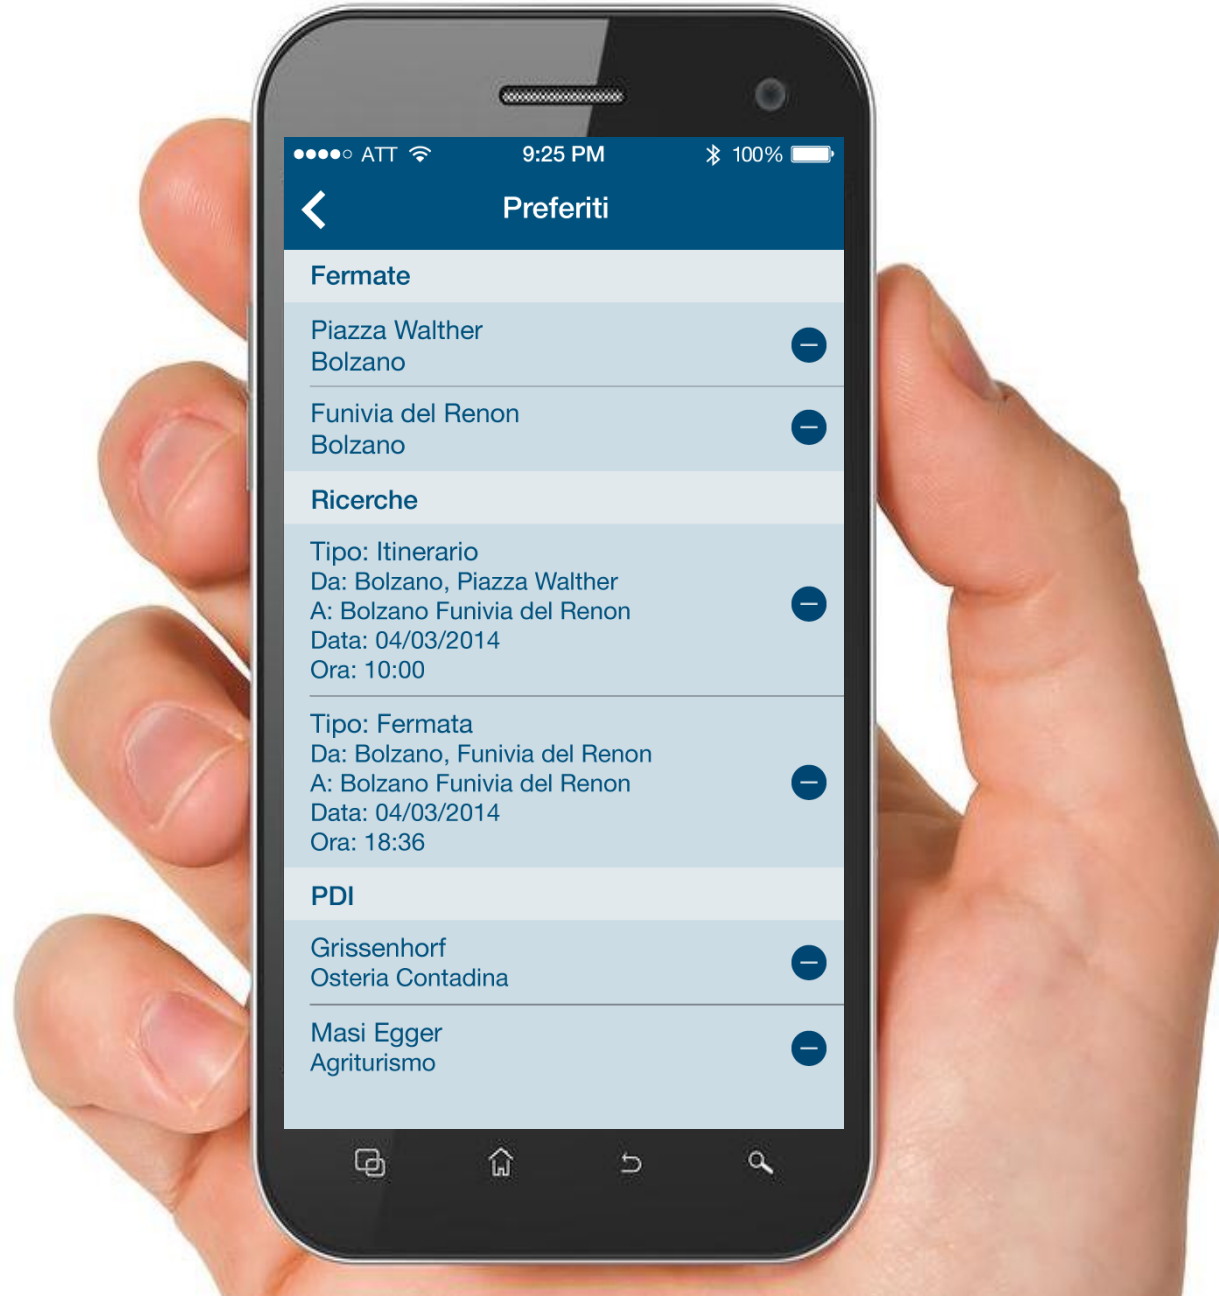 ATT 9:25 PM 100%
Preferiti
Fermate
Piazza Walther
Bolzano
Funivia del Renon
Bolzano
Ricerche
Tipo: Itinerario
Da: Bolzano, Piazza Walther
A: Bolzano Funivia del Renon
Data: 04/03/2014
Ora: 10:00
Tipo: Fermata
Da: Bolzano, Funivia del Renon
A: Bolzano Funivia del Renon
Data: 04/03/2014
Ora: 18:36
PDI
Grissenhorf
Osteria Contadina
Masi Egger
Agriturismo